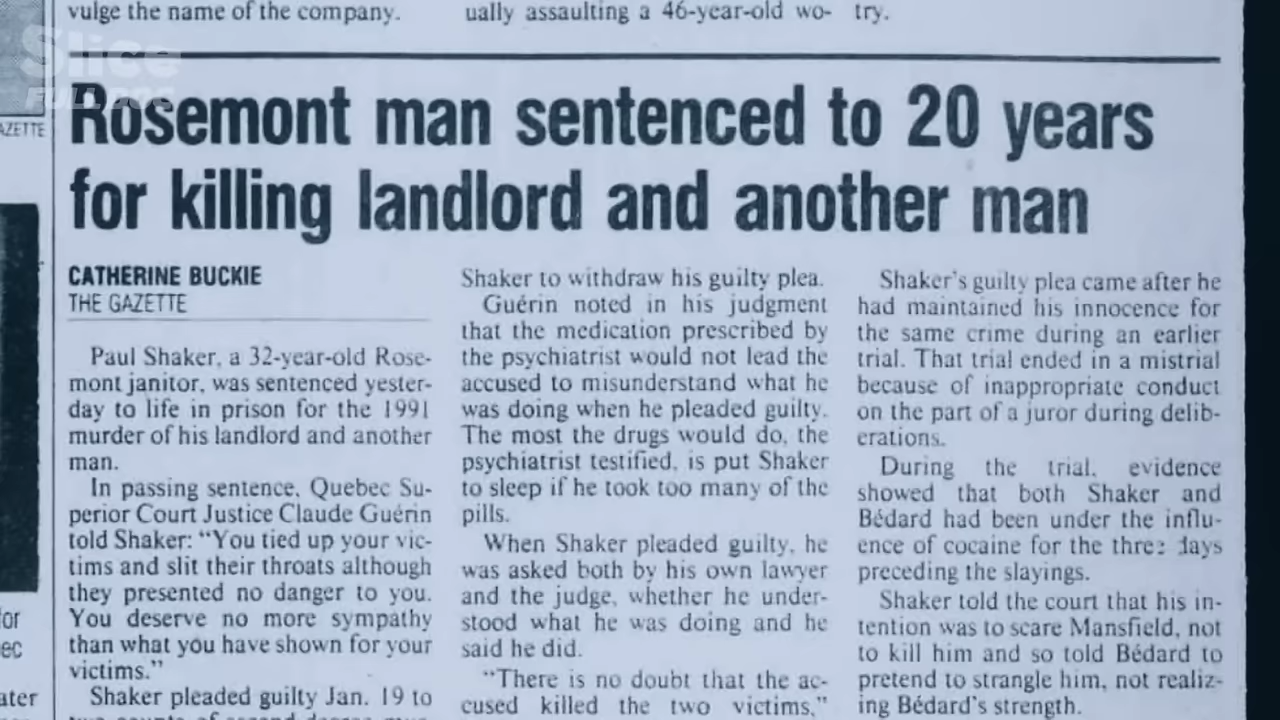 vulge the name of the company.
ually assaulting a 46-year-old wo-
try.
Slice
FULL DOC
AZETTE
Rosemont man sentenced to 20 years
for killing landlord and another man
CATHERINE BUCKIE
THE GAZETTE
Paul Shaker, a 32-year-old Rose-
mont janitor, was sentenced yester-
day to life in prison for the 1991
murder of his landlord and another
man.
In passing sentence, Quebec Su-
perior Court Justice Claude Guérin
told Shaker: “You tied up your vic-
tims and slit their throats although
they presented no danger to you.
You deserve no more sympathy
than what you have shown for your
victims.”
Shaker pleaded guilty Jan. 19 to
Shaker to withdraw his guilty plea.
Guérin noted in his judgment
that the medication prescribed by
the psychiatrist would not lead the
accused to misunderstand what he
was doing when he pleaded guilty.
The most the drugs would do, the
psychiatrist testified, is put Shaker
to sleep if he took too many of the
pills.
When Shaker pleaded guilty, he
was asked both by his own lawyer
and the judge, whether he under-
stood what he was doing and he
said he did.
“There is no doubt that the ac-
cused killed the two victims,”
Shaker's guilty plea came after he
had maintained his innocence for
the same crime during an earlier
trial. That trial ended in a mistrial
because of inappropriate conduct
on the part of a juror during delib-
erations.
During the trial, evidence
showed that both Shaker and
Bédard had been under the influ-
ence of cocaine for the three days
preceding the slayings.
Shaker told the court that his in-
tention was to scare Mansfield, not
to kill him and so told Bédard to
pretend to strangle him, not realiz-
ing Bédard's strength.
for
ec
ater